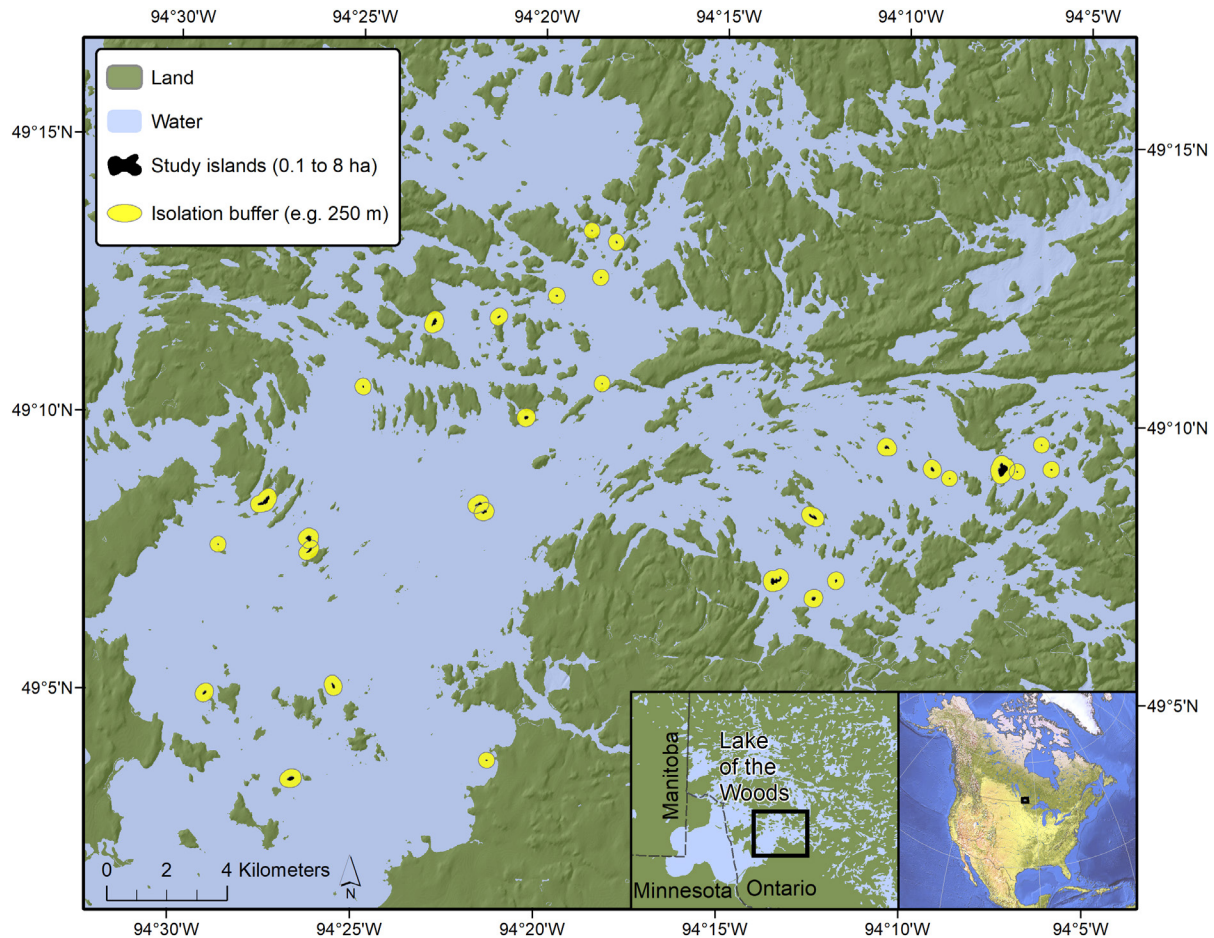 94°30'W 94°25'W 94°20'W 94°15'W 94°10'W 94°5'W
Land
Water
Study islands (0.1 to 8 ha)
Isolation buffer (e.g. 250 m)
49°15'N
49°15'N
49°10'N
49°10'N
49°5'N
49°5'N
Manitoba
Lake
of the
Woods
Minnesota
Ontario
0 2 4 Kilometers
N
94°30'W 94°25'W 94°20'W 94°15'W 94°10'W 94°5'W